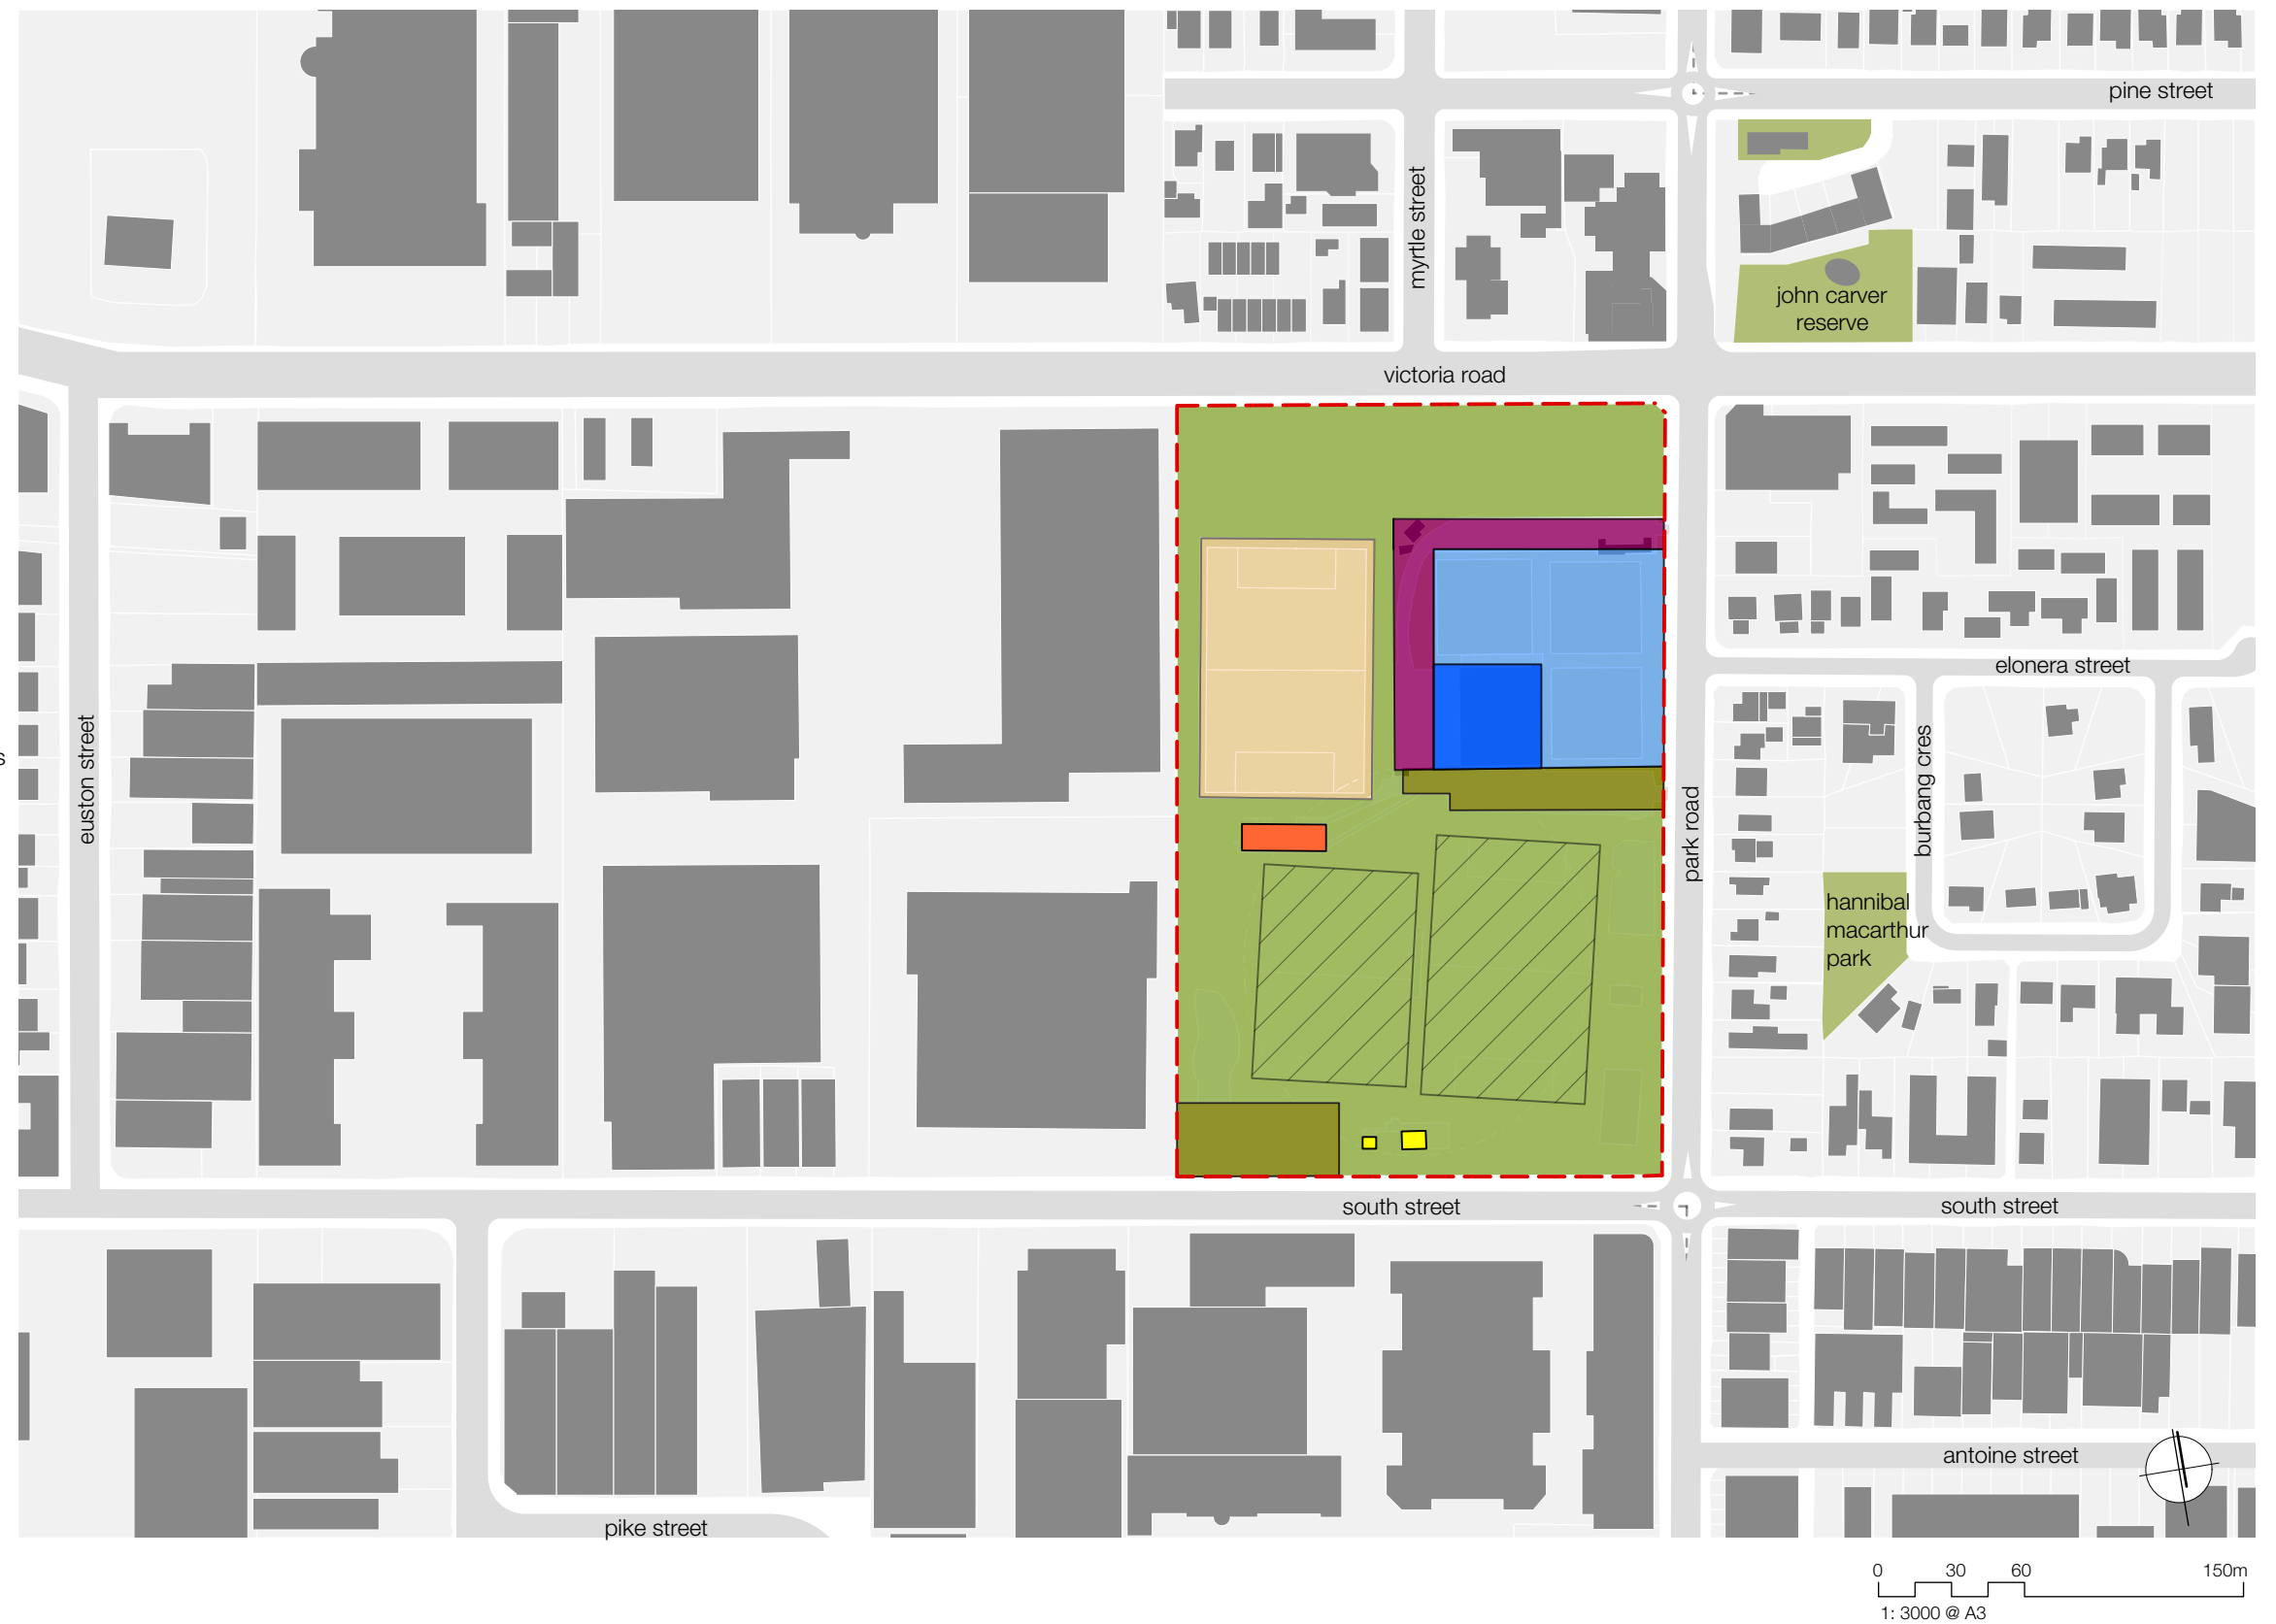 pine street
myrtle street
john carver
reserve
victoria road
elonera street
euston street
burbang cres
s
park road
hannibal
macarthur
park
south street
south street
antoine street
pike street
0 30 60 150m
1: 3000 @ A3